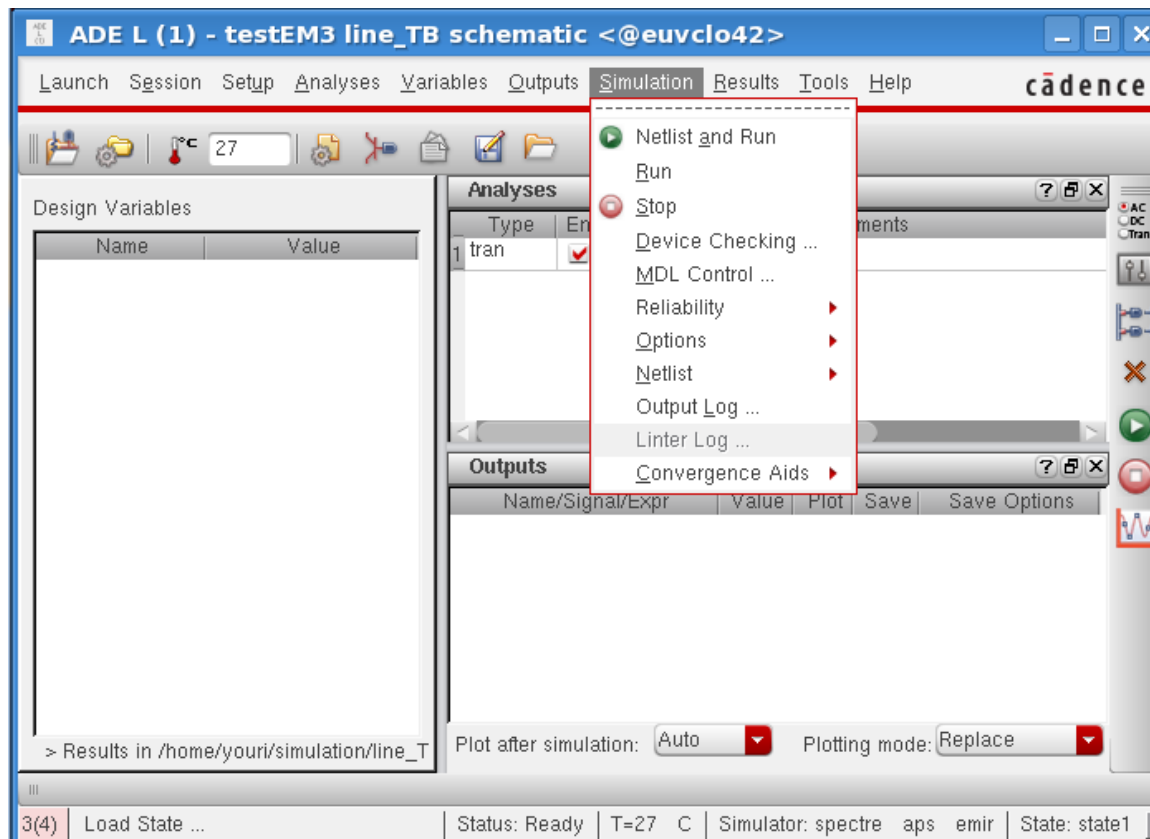 ADE L (1) - testEM3 line_TB schematic <@euvclo42>
Launch Session Setup Analyses Variables Outputs Simulation Results Tools Help cādence
°C 27
Netlist and Run
Run
Stop
Device Checking ...
MDL Control ...
Reliability
Options
Netlist
Output Log ...
Linter Log ...
Convergence Aids
Design Variables
Name Value
> Results in /home/youri/simulation/line_T
Analyses
Type En ments
1 tran
Outputs
Name/Signal/Expr Value Plot Save Save Options
Plot after simulation: Auto Plotting mode: Replace
AC
DC
Tran
3(4) Load State ... Status: Ready T=27 C Simulator: spectre aps emir State: state1